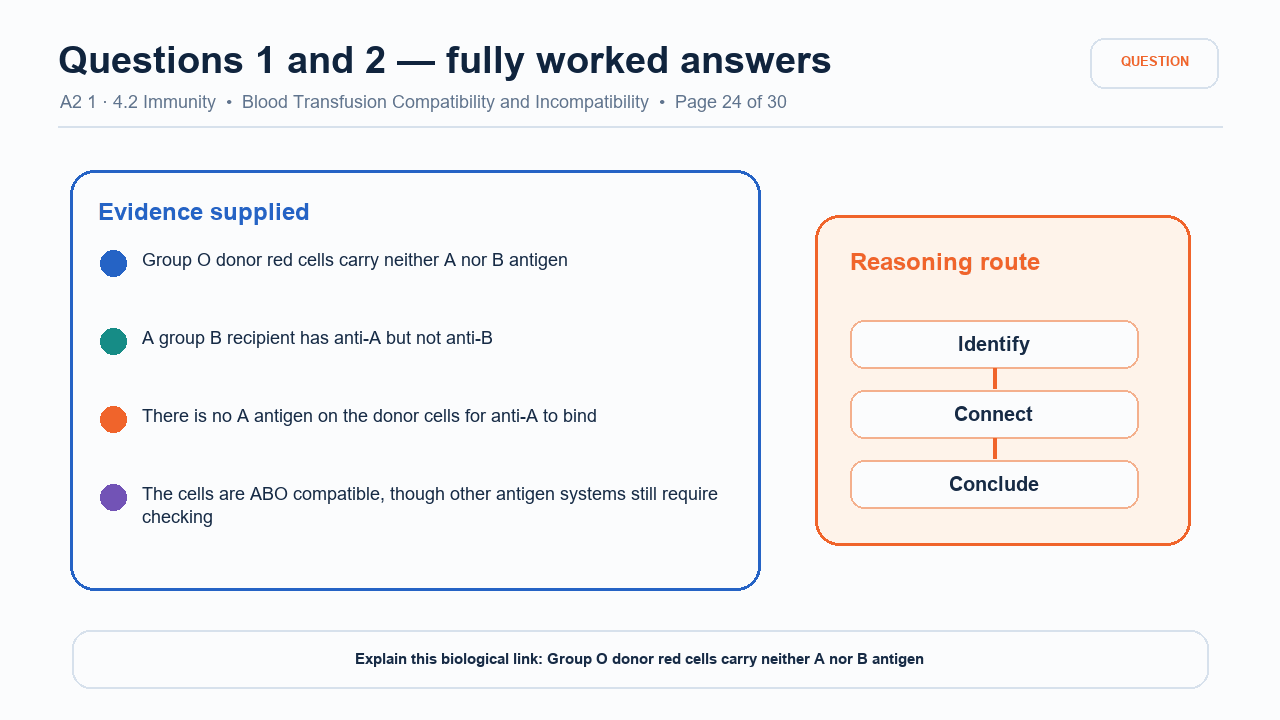 Questions 1 and 2 — fully worked answers
QUESTION
A2 1 · 4.2 Immunity • Blood Transfusion Compatibility and Incompatibility • Page 24 of 30
Evidence supplied
Group O donor red cells carry neither A nor B antigen
A group B recipient has anti-A but not anti-B
There is no A antigen on the donor cells for anti-A to bind
The cells are ABO compatible, though other antigen systems still require
checking
Reasoning route
Identify
Connect
Conclude
Explain this biological link: Group O donor red cells carry neither A nor B antigen